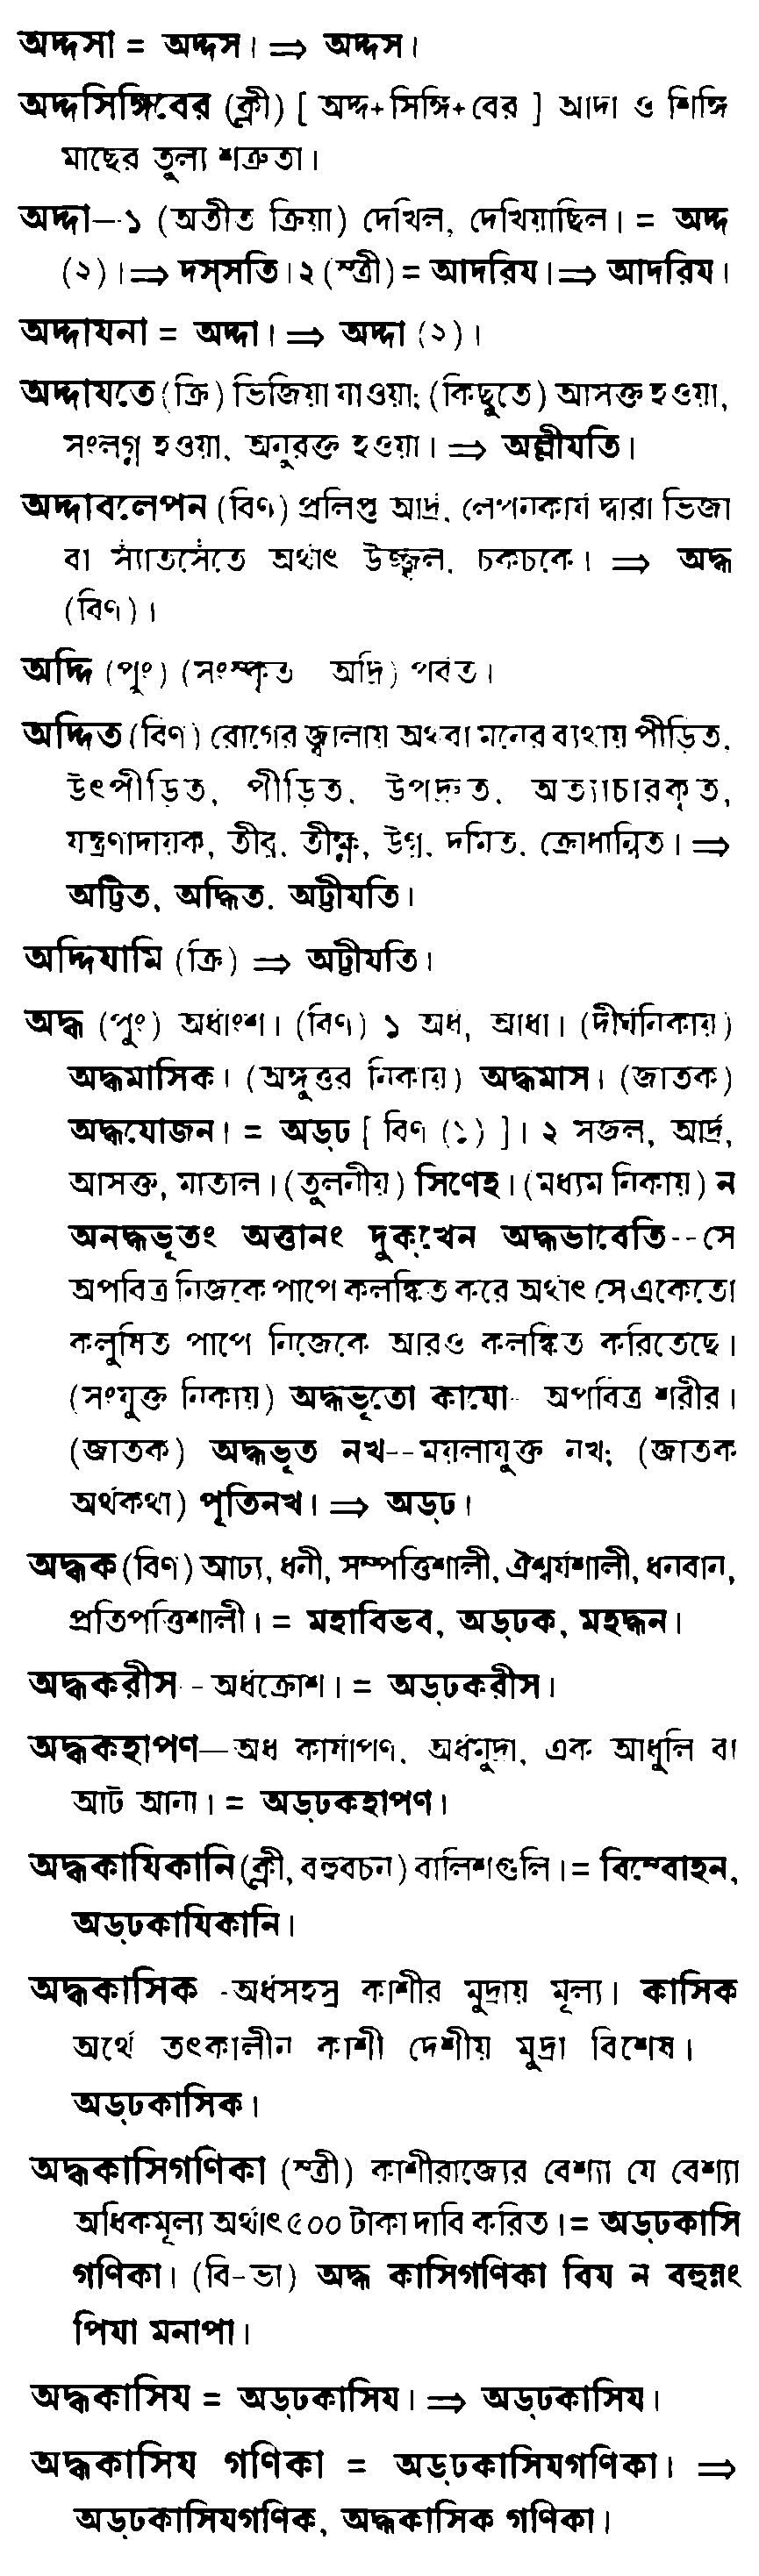 অদ্দসা = অদ্দস। ⇒ অদ্দস।
অদ্দসিঙ্গিবের (ক্লী) [ অদ্দ+সিঙ্গি+বের ] আদা ও শিঙ্গি
মাছের তুল্য শত্রুতা।
অদ্দা—১ (অতীত ক্রিয়া) দেখিল, দেখিয়াছিল। = অদ্দ
(২)। ⇒ দস্সতি। ২ (স্ত্রী) = আদরিয। ⇒ আদরিয।
অদ্দাযনা = অদ্দা। ⇒ অদ্দা (২)।
অদ্দাযতে (ক্রি) ভিজিয়া যাওয়া; (কিছুতে) আসক্ত হওয়া,
সংলগ্ন হওয়া, অনুরক্ত হওয়া। ⇒ অল্লীযতি।
অদ্দাবলেপন (বিণ) প্রলিপ্ত আর্দ্র, লেপনকার্য দ্বারা ভিজা
বা স্যাঁতসেঁতে অর্থাৎ উজ্জ্বল, চকচকে। ⇒ অদ্ধ
(বিণ)।
অদ্দি (পুং) (সংস্কৃত অদ্রি) পর্বত।
অদ্দিত (বিণ) রোগের জ্বালায় অথবা মনের ব্যথায় পীড়িত,
উৎপীড়িত, পীড়িত, উপদ্রুত, অত্যাচারকৃত,
যন্ত্রণাদায়ক, তীব্র, তীক্ষ্ণ, উগ্র, দমিত, ক্রোধান্বিত। ⇒
অট্টিত, অদ্ধিত, অট্টীযতি।
অদ্দিযামি (ক্রি) ⇒ অট্টীযতি।
অদ্ধ (পুং) অর্ধাংশ। (বিণ) ১ অর্ধ, আধা। (দীর্ঘনিকায়)
অদ্ধমাসিক। (অঙ্গুত্তর নিকায়) অদ্ধমাস। (জাতক)
অদ্ধযোজন। = অড্ঢ [ বিণ (১) ]। ২ সজল, আর্দ্র,
আসক্ত, মাতাল। (তুলনীয়) সিণেহ। (মধ্যম নিকায়) ন
অনদ্ধভূতং অত্তানং দুক্খেন অদ্ধভাবেতি--সে
অপবিত্র নিজকে পাপে কলঙ্কিত করে অর্থাৎ সে একেতো
কলুষিত পাপে নিজেকে আরও কলঙ্কিত করিতেছে।
(সংযুক্ত নিকায়) অদ্ধভূতো কাযো- অপবিত্র শরীর।
(জাতক) অদ্ধভূত নখ--ময়লাযুক্ত নখ; (জাতক
অর্থকথা) পূতিনখ। ⇒ অড্ঢ।
অদ্ধক (বিণ) আঢ্য, ধনী, সম্পত্তিশালী, ঐশ্বর্যশালী, ধনবান,
প্রতিপত্তিশালী। = মহাবিভব, অড্ঢক, মহদ্ধন।
অদ্ধকরীস - অর্ধক্রোশ। = অড্ঢকরীস।
অদ্ধকহাপণ—অর্ধ কার্যাপণ, অর্ধমুদ্রা, এক আধুলি বা
আট আনা। = অড্ঢকহাপণ।
অদ্ধকাযিকানি (ক্লী, বহুবচন) বালিশগুলি। = বিম্বোহন,
অড্ঢকাযিকানি।
অদ্ধকাসিক -অর্ধসহস্র কাশীর মুদ্রায় মূল্য। কাসিক
অর্থে তৎকালীন কাশী দেশীয় মুদ্রা বিশেষ।
অড্ঢকাসিক।
অদ্ধকাসিগণিকা (স্ত্রী) কাশীরাজ্যের বেশ্যা যে বেশ্যা
অধিকমূল্য অর্থাৎ ৫০০ টাকা দাবি করিত। = অড্ঢকাসি
গণিকা। (বি-ভা) অদ্ধ কাসিগণিকা বিয ন বহুন্নং
পিযা মনাপা।
অদ্ধকাসিয = অড্ঢকাসিয। ⇒ অড্ঢকাসিয।
অদ্ধকাসিয গণিকা = অড্ঢকাসিযগণিকা। ⇒
অড্ঢকাসিযগণিক, অদ্ধকাসিক গণিকা।